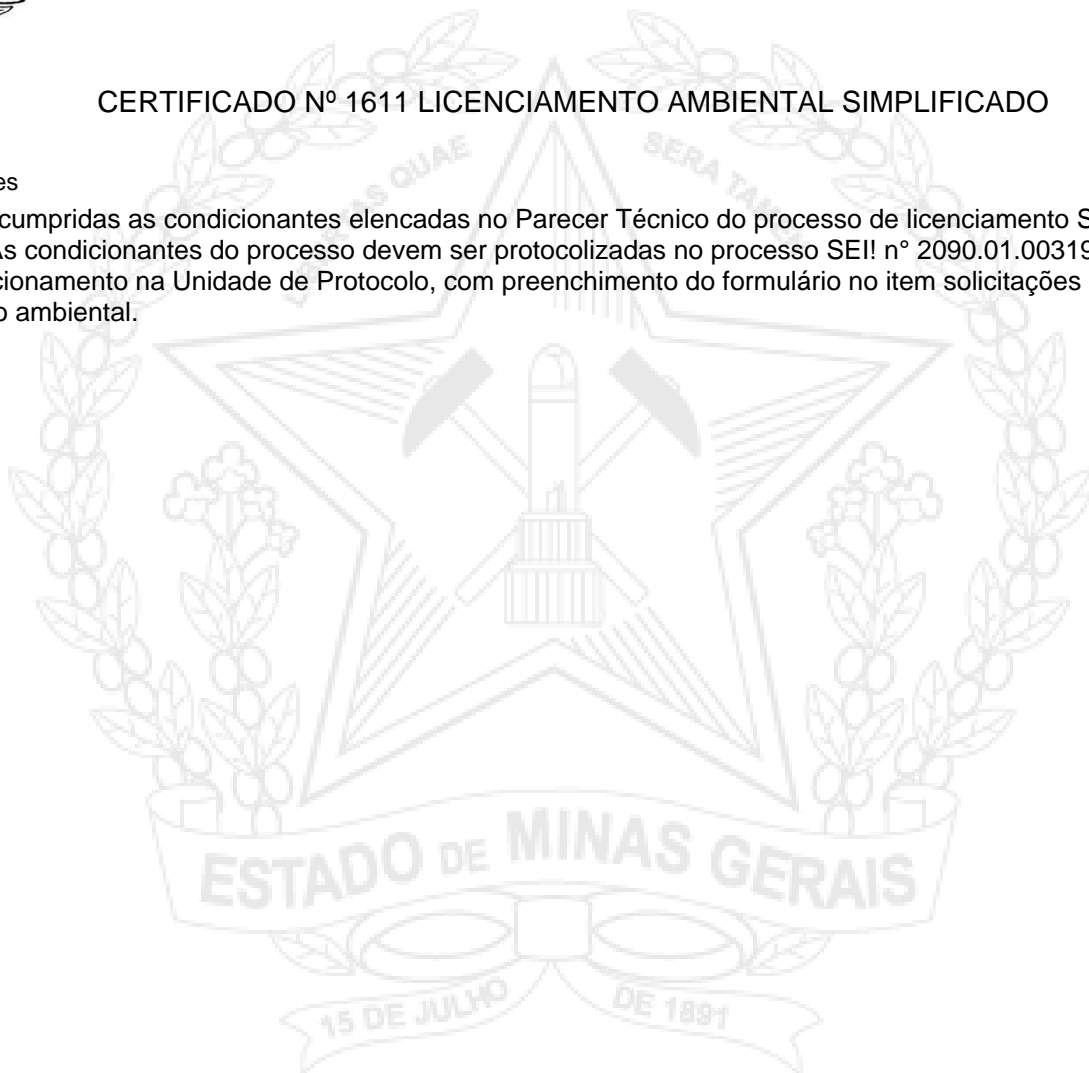 CERTIFICADO Nº 1611 LICENCIAMENTO AMBIENTAL SIMPLIFICADO
es
cumpridas as condicionantes elencadas no Parecer Técnico do processo de licenciamento S
As condicionantes do processo devem ser protocolizadas no processo SEI! n° 2090.01.00319
cionamento na Unidade de Protocolo, com preenchimento do formulário no item solicitações
o ambiental.
QUAE SERA TAMEN
ESTADO DE MINAS GERAIS
15 DE JULHO DE 1891